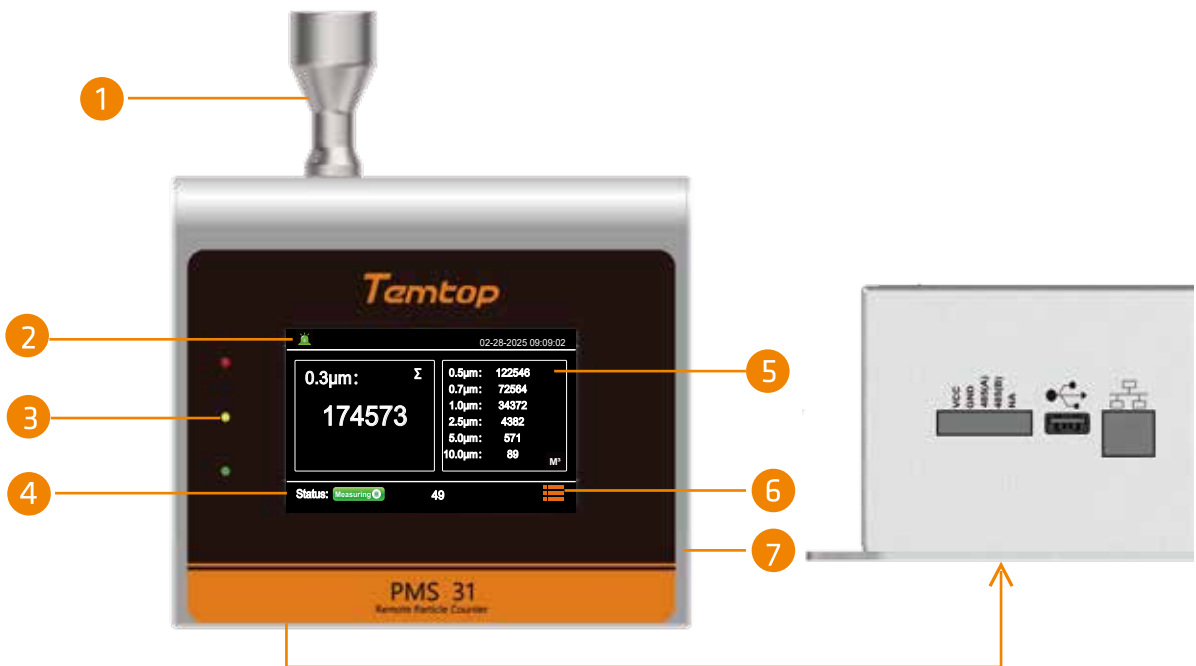 1
Temtop
2
02-28-2025 09:09:02
0.3µm: Σ
174573
0.5µm: 122546
0.7µm: 72564
1.0µm: 34372
2.5µm: 4382
5.0µm: 571
10.0µm: 89
M³
3
5
4
Status: Measuring
49
6
7
PMS 31
Remote Particle Counter
VCC
GND
485(A)
485(B)
NA